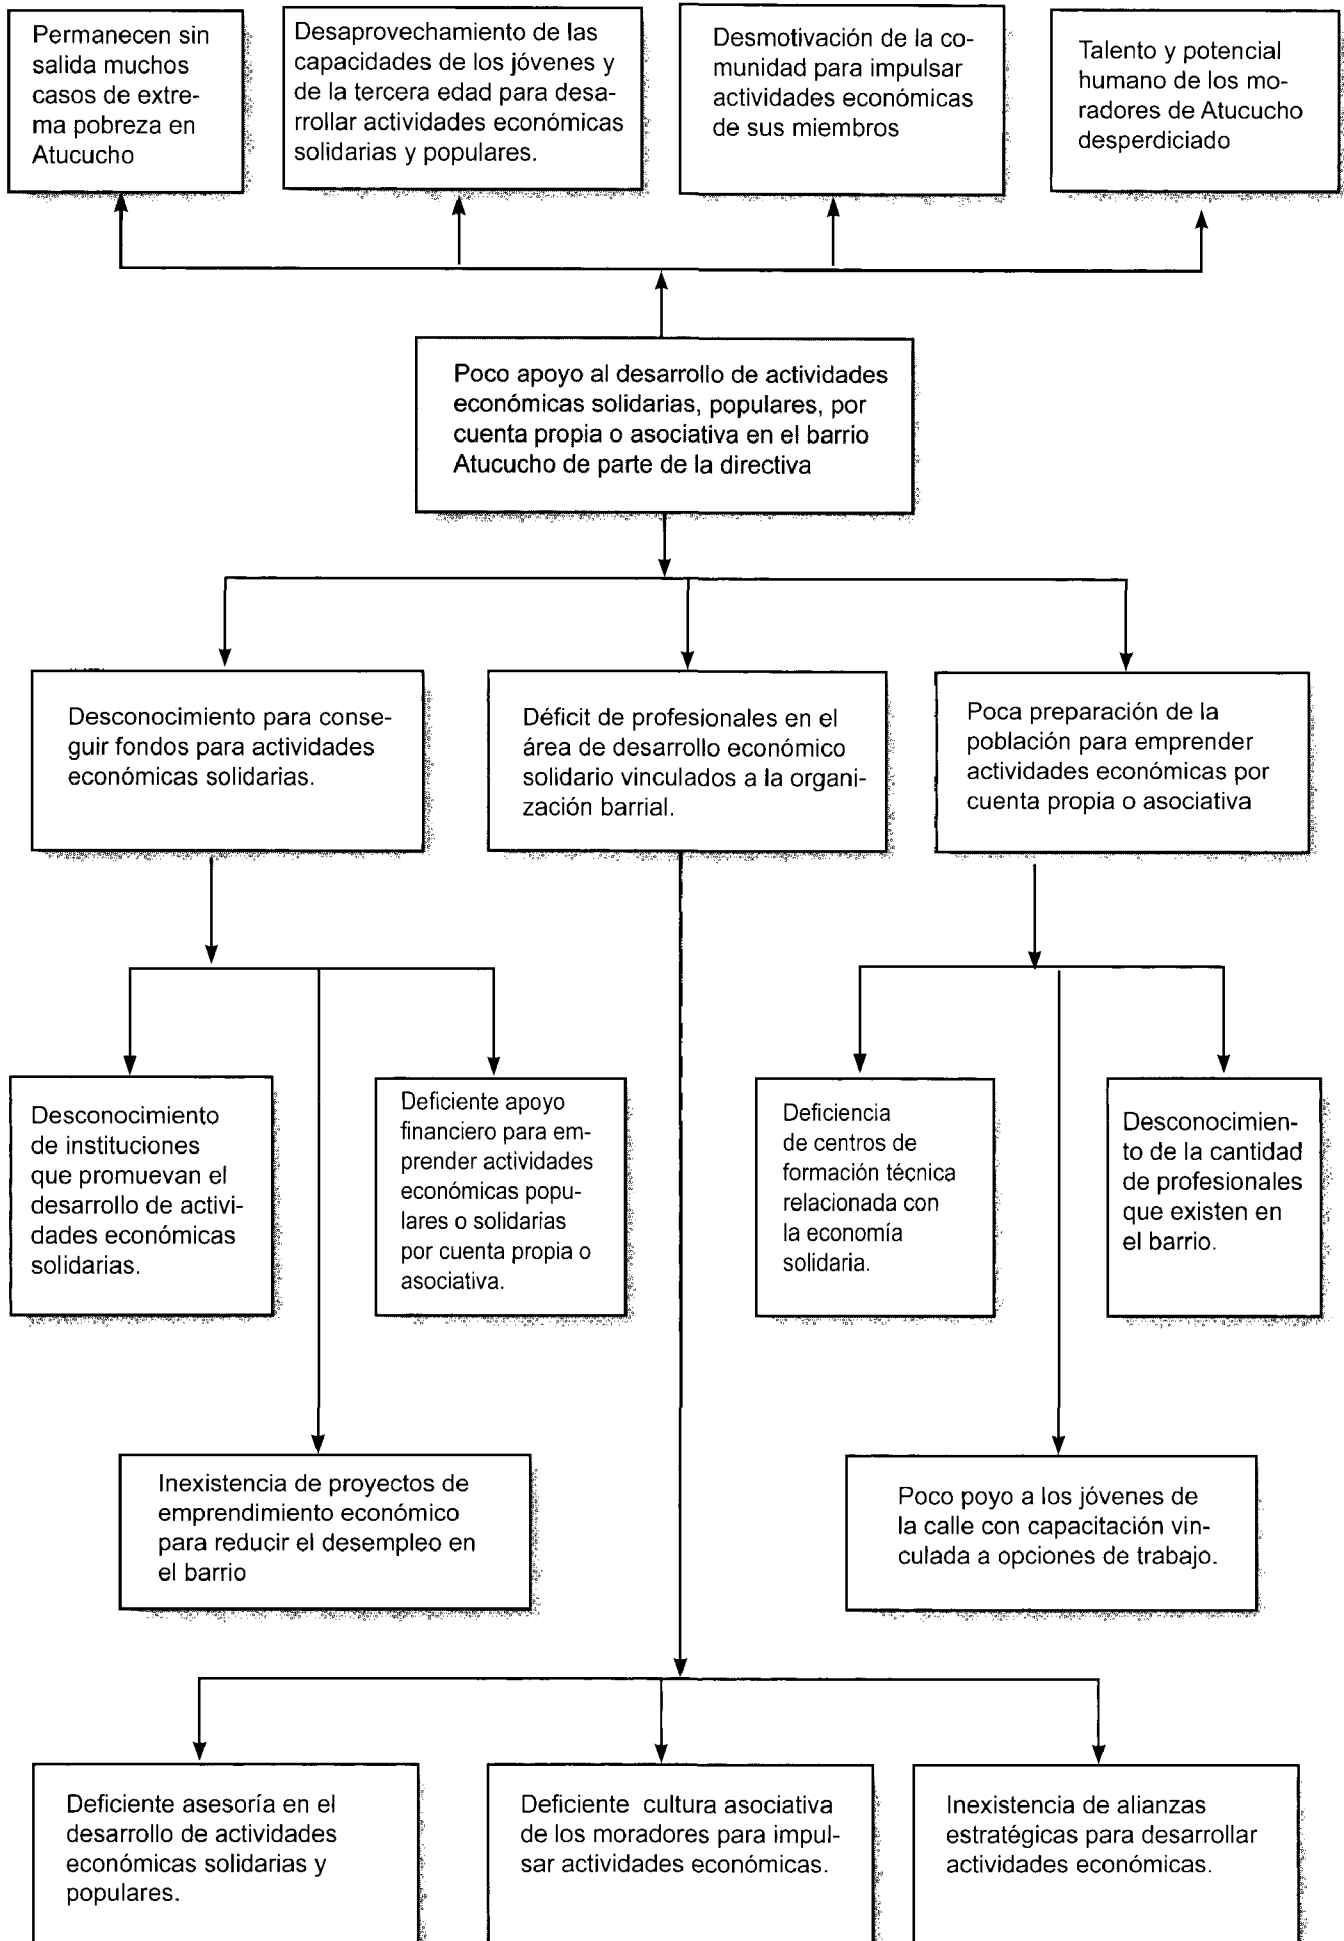 Permanecen sin
salida muchos
casos de extre-
ma pobreza en
Atucucho
Desaprovechamiento de las
capacidades de los jóvenes y
de la tercera edad para desa-
rrollar actividades económicas
solidarias y populares.
Desmotivación de la co-
munidad para impulsar
actividades económicas
de sus miembros
Talento y potencial
humano de los mo-
radores de Atucucho
desperdiciado
Poco apoyo al desarrollo de actividades
económicas solidarias, populares, por
cuenta propia o asociativa en el barrio
Atucucho de parte de la directiva
Desconocimiento para conse-
guir fondos para actividades
económicas solidarias.
Déficit de profesionales en el
área de desarrollo económico
solidario vinculados a la organi-
zación barrial.
Poca preparación de la
población para emprender
actividades económicas por
cuenta propia o asociativa
Desconocimiento
de instituciones
que promuevan el
desarrollo de activi-
dades económicas
solidarias.
Deficiente apoyo
financiero para em-
prender actividades
económicas popu-
lares o solidarias
por cuenta propia o
asociativa.
Deficiencia
de centros de
formación técnica
relacionada con
la economía
solidaria.
Desconocimien-
to de la cantidad
de profesionales
que existen en
el barrio.
Inexistencia de proyectos de
emprendimiento económico
para reducir el desempleo en
el barrio
Poco poyo a los jóvenes de
la calle con capacitación vin-
culada a opciones de trabajo.
Deficiente asesoría en el
desarrollo de actividades
económicas solidarias y
populares.
Deficiente  cultura asociativa
de los moradores para impul-
sar actividades económicas.
Inexistencia de alianzas
estratégicas para desarrollar
actividades económicas.